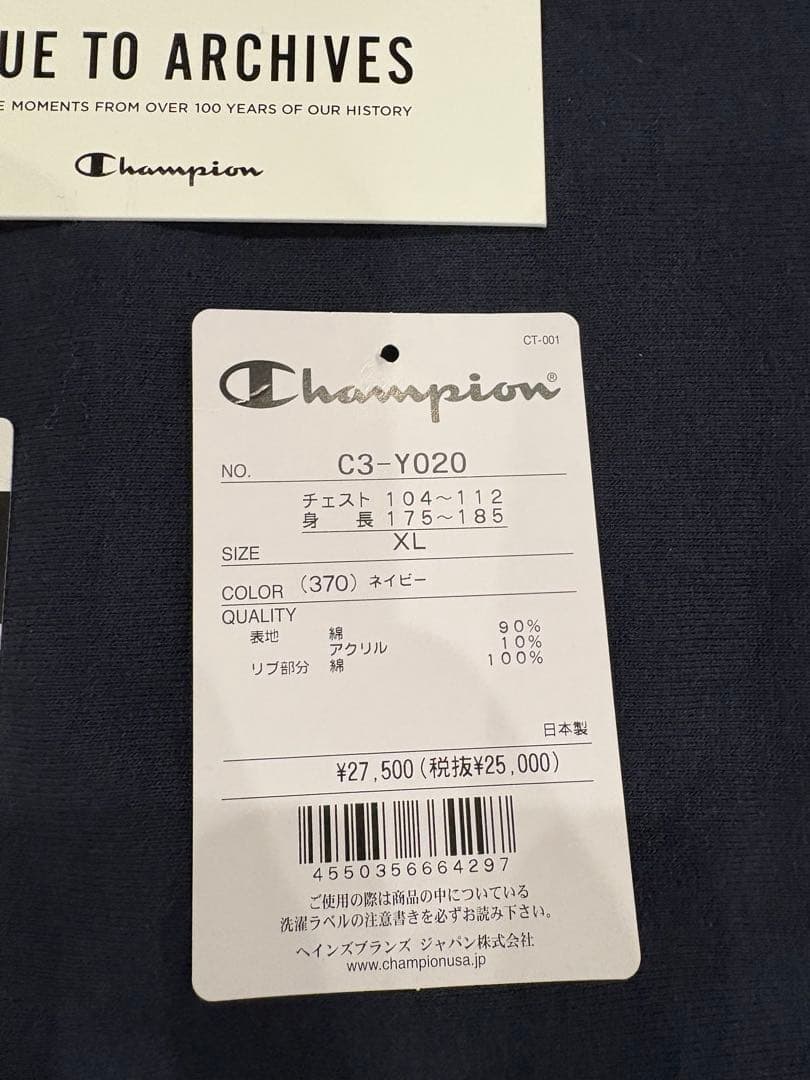 UE TO ARCHIVES
E MOMENTS FROM OVER 100 YEARS OF OUR HISTORY
Champion
CT-001
Champion®
NO. C3-Y020
チェスト 104~112
身 長 175~185
SIZE XL
COLOR (370) ネイビー
QUALITY
表地 綿 90%
アクリル 10%
リブ部分 綿 100%
日本製
¥27,500(税抜¥25,000)
4550356664297
ご使用の際は商品の中についている
洗濯ラベルの注意書きを必ずお読み下さい。
ヘインズブランズ ジャパン株式会社
www.championusa.jp